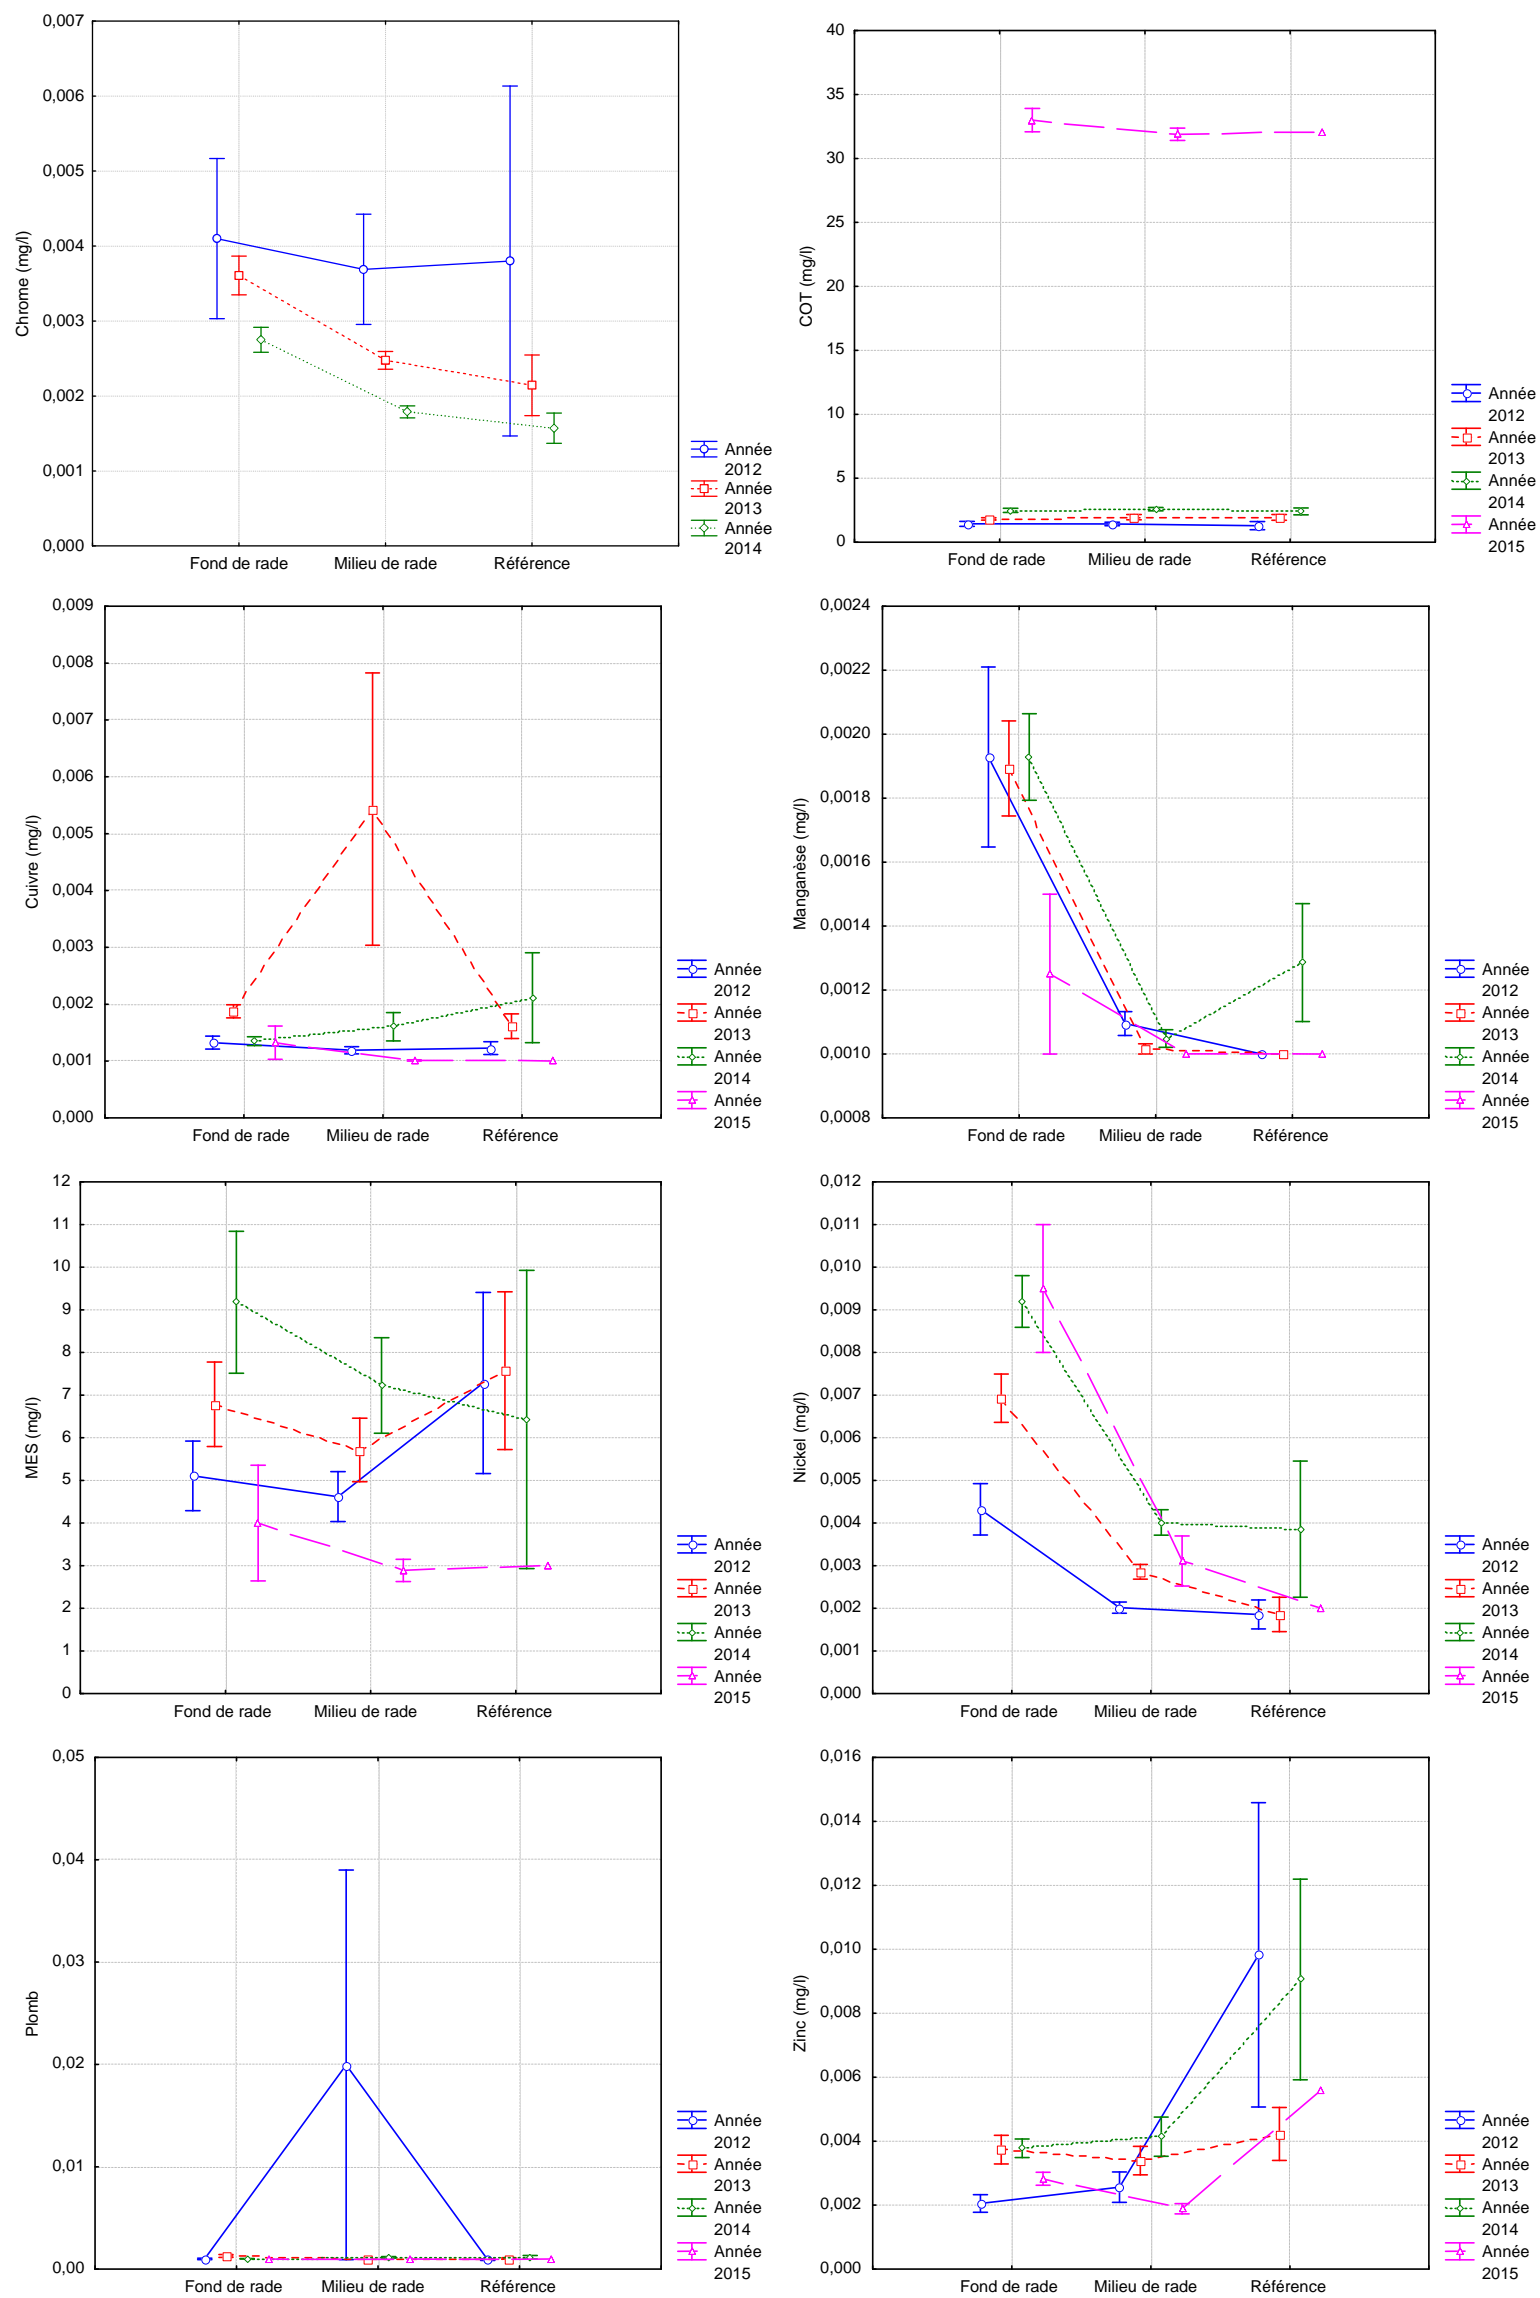 0,007
0,006
0,005
0,004
0,003
0,002
0,001
0,000
Chrome (mg/l)
Fond de rade Milieu de rade Référence
Année
2012
Année
2013
Année
2014
40
35
30
25
20
15
10
5
0
COT (mg/l)
Fond de rade Milieu de rade Référence
Année
2012
Année
2013
Année
2014
Année
2015
0,009
0,008
0,007
0,006
0,005
0,004
0,003
0,002
0,001
0,000
Cuivre (mg/l)
Fond de rade Milieu de rade Référence
Année
2012
Année
2013
Année
2014
Année
2015
0,0024
0,0022
0,0020
0,0018
0,0016
0,0014
0,0012
0,0010
0,0008
Manganèse (mg/l)
Fond de rade Milieu de rade Référence
Année
2012
Année
2013
Année
2014
Année
2015
12
11
10
9
8
7
6
5
4
3
2
1
0
MES (mg/l)
Fond de rade Milieu de rade Référence
Année
2012
Année
2013
Année
2014
Année
2015
0,012
0,011
0,010
0,009
0,008
0,007
0,006
0,005
0,004
0,003
0,002
0,001
0,000
Nickel (mg/l)
Fond de rade Milieu de rade Référence
Année
2012
Année
2013
Année
2014
Année
2015
0,05
0,04
0,03
0,02
0,01
0,00
Plomb
Fond de rade Milieu de rade Référence
Année
2012
Année
2013
Année
2014
Année
2015
0,016
0,014
0,012
0,010
0,008
0,006
0,004
0,002
0,000
Zinc (mg/l)
Fond de rade Milieu de rade Référence
Année
2012
Année
2013
Année
2014
Année
2015